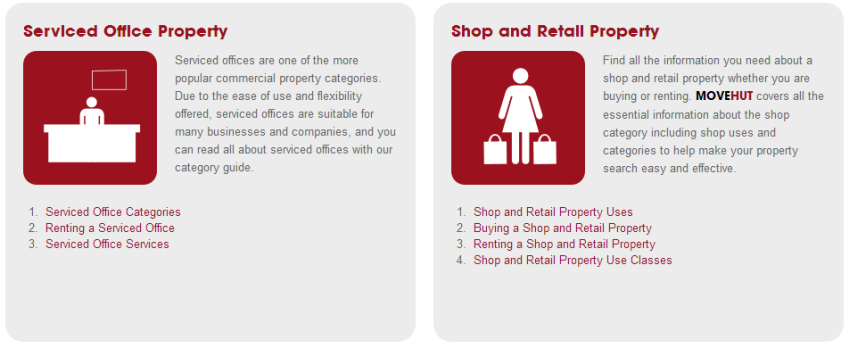 Serviced Office Property
Serviced offices are one of the more
popular commercial property categories.
Due to the ease of use and flexibility
offered, serviced offices are suitable for
many businesses and companies, and you
can read all about serviced offices with our
category guide.
1. Serviced Office Categories
2. Renting a Serviced Office
3. Serviced Office Services
Shop and Retail Property
Find all the information you need about a
shop and retail property whether you are
buying or renting. MOVEHUT covers all the
essential information about the shop
category including shop uses and
categories to help make your property
search easy and effective.
1. Shop and Retail Property Uses
2. Buying a Shop and Retail Property
3. Renting a Shop and Retail Property
4. Shop and Retail Property Use Classes